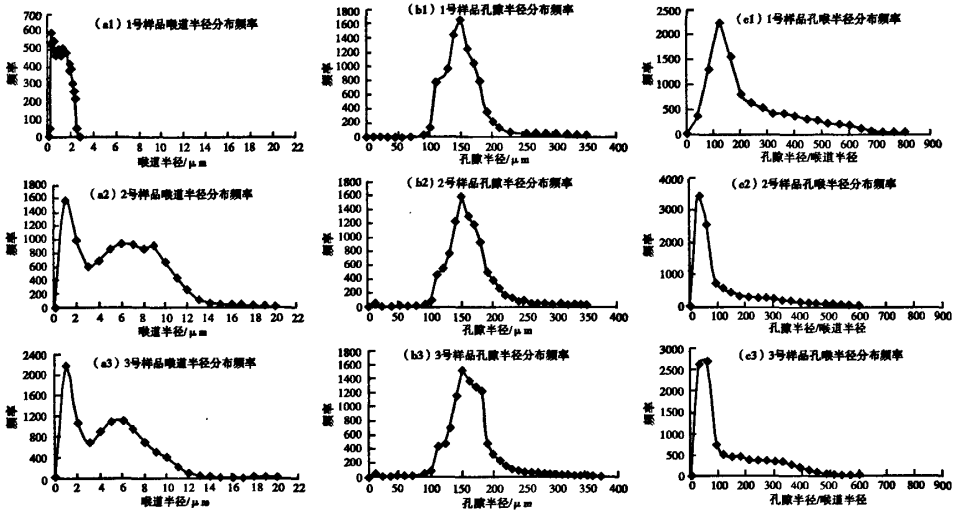 (a1) 1号样品喉道半径分布频率
频率
700
600
500
400
300
200
100
0
0 2 4 6 8 10 12 14 16 18 20 22
喉道半径/μm
(b1) 1号样品孔隙半径分布频率
频率
1800
1600
1400
1200
1000
800
600
400
200
0
0 50 100 150 200 250 300 350 400
孔隙半径/μm
(c1) 1号样品孔喉半径分布频率
频率
2500
2000
1500
1000
500
0
0 100 200 300 400 500 600 700 800 900
孔隙半径/喉道半径
(a2) 2号样品喉道半径分布频率
频率
1800
1600
1400
1200
1000
800
600
400
200
0
0 2 4 6 8 10 12 14 16 18 20 22
喉道半径/μm
(b2) 2号样品孔隙半径分布频率
频率
1800
1600
1400
1200
1000
800
600
400
200
0
0 50 100 150 200 250 300 350 400
孔隙半径/μm
(c2) 2号样品孔喉半径分布频率
频率
4000
3000
2000
1000
0
0 100 200 300 400 500 600 700 800 900
孔隙半径/喉道半径
(a3) 3号样品喉道半径分布频率
频率
2400
2000
1600
1200
800
400
0
0 2 4 6 8 10 12 14 16 18 20 22
喉道半径/μm
(b3) 3号样品孔隙半径分布频率
频率
1800
1600
1400
1200
1000
800
600
400
200
0
0 50 100 150 200 250 300 350 400
孔隙半径/μm
(c3) 3号样品孔喉半径分布频率
频率
3000
2500
2000
1500
1000
500
0
0 100 200 300 400 500 600 700 800 900
孔隙半径/喉道半径